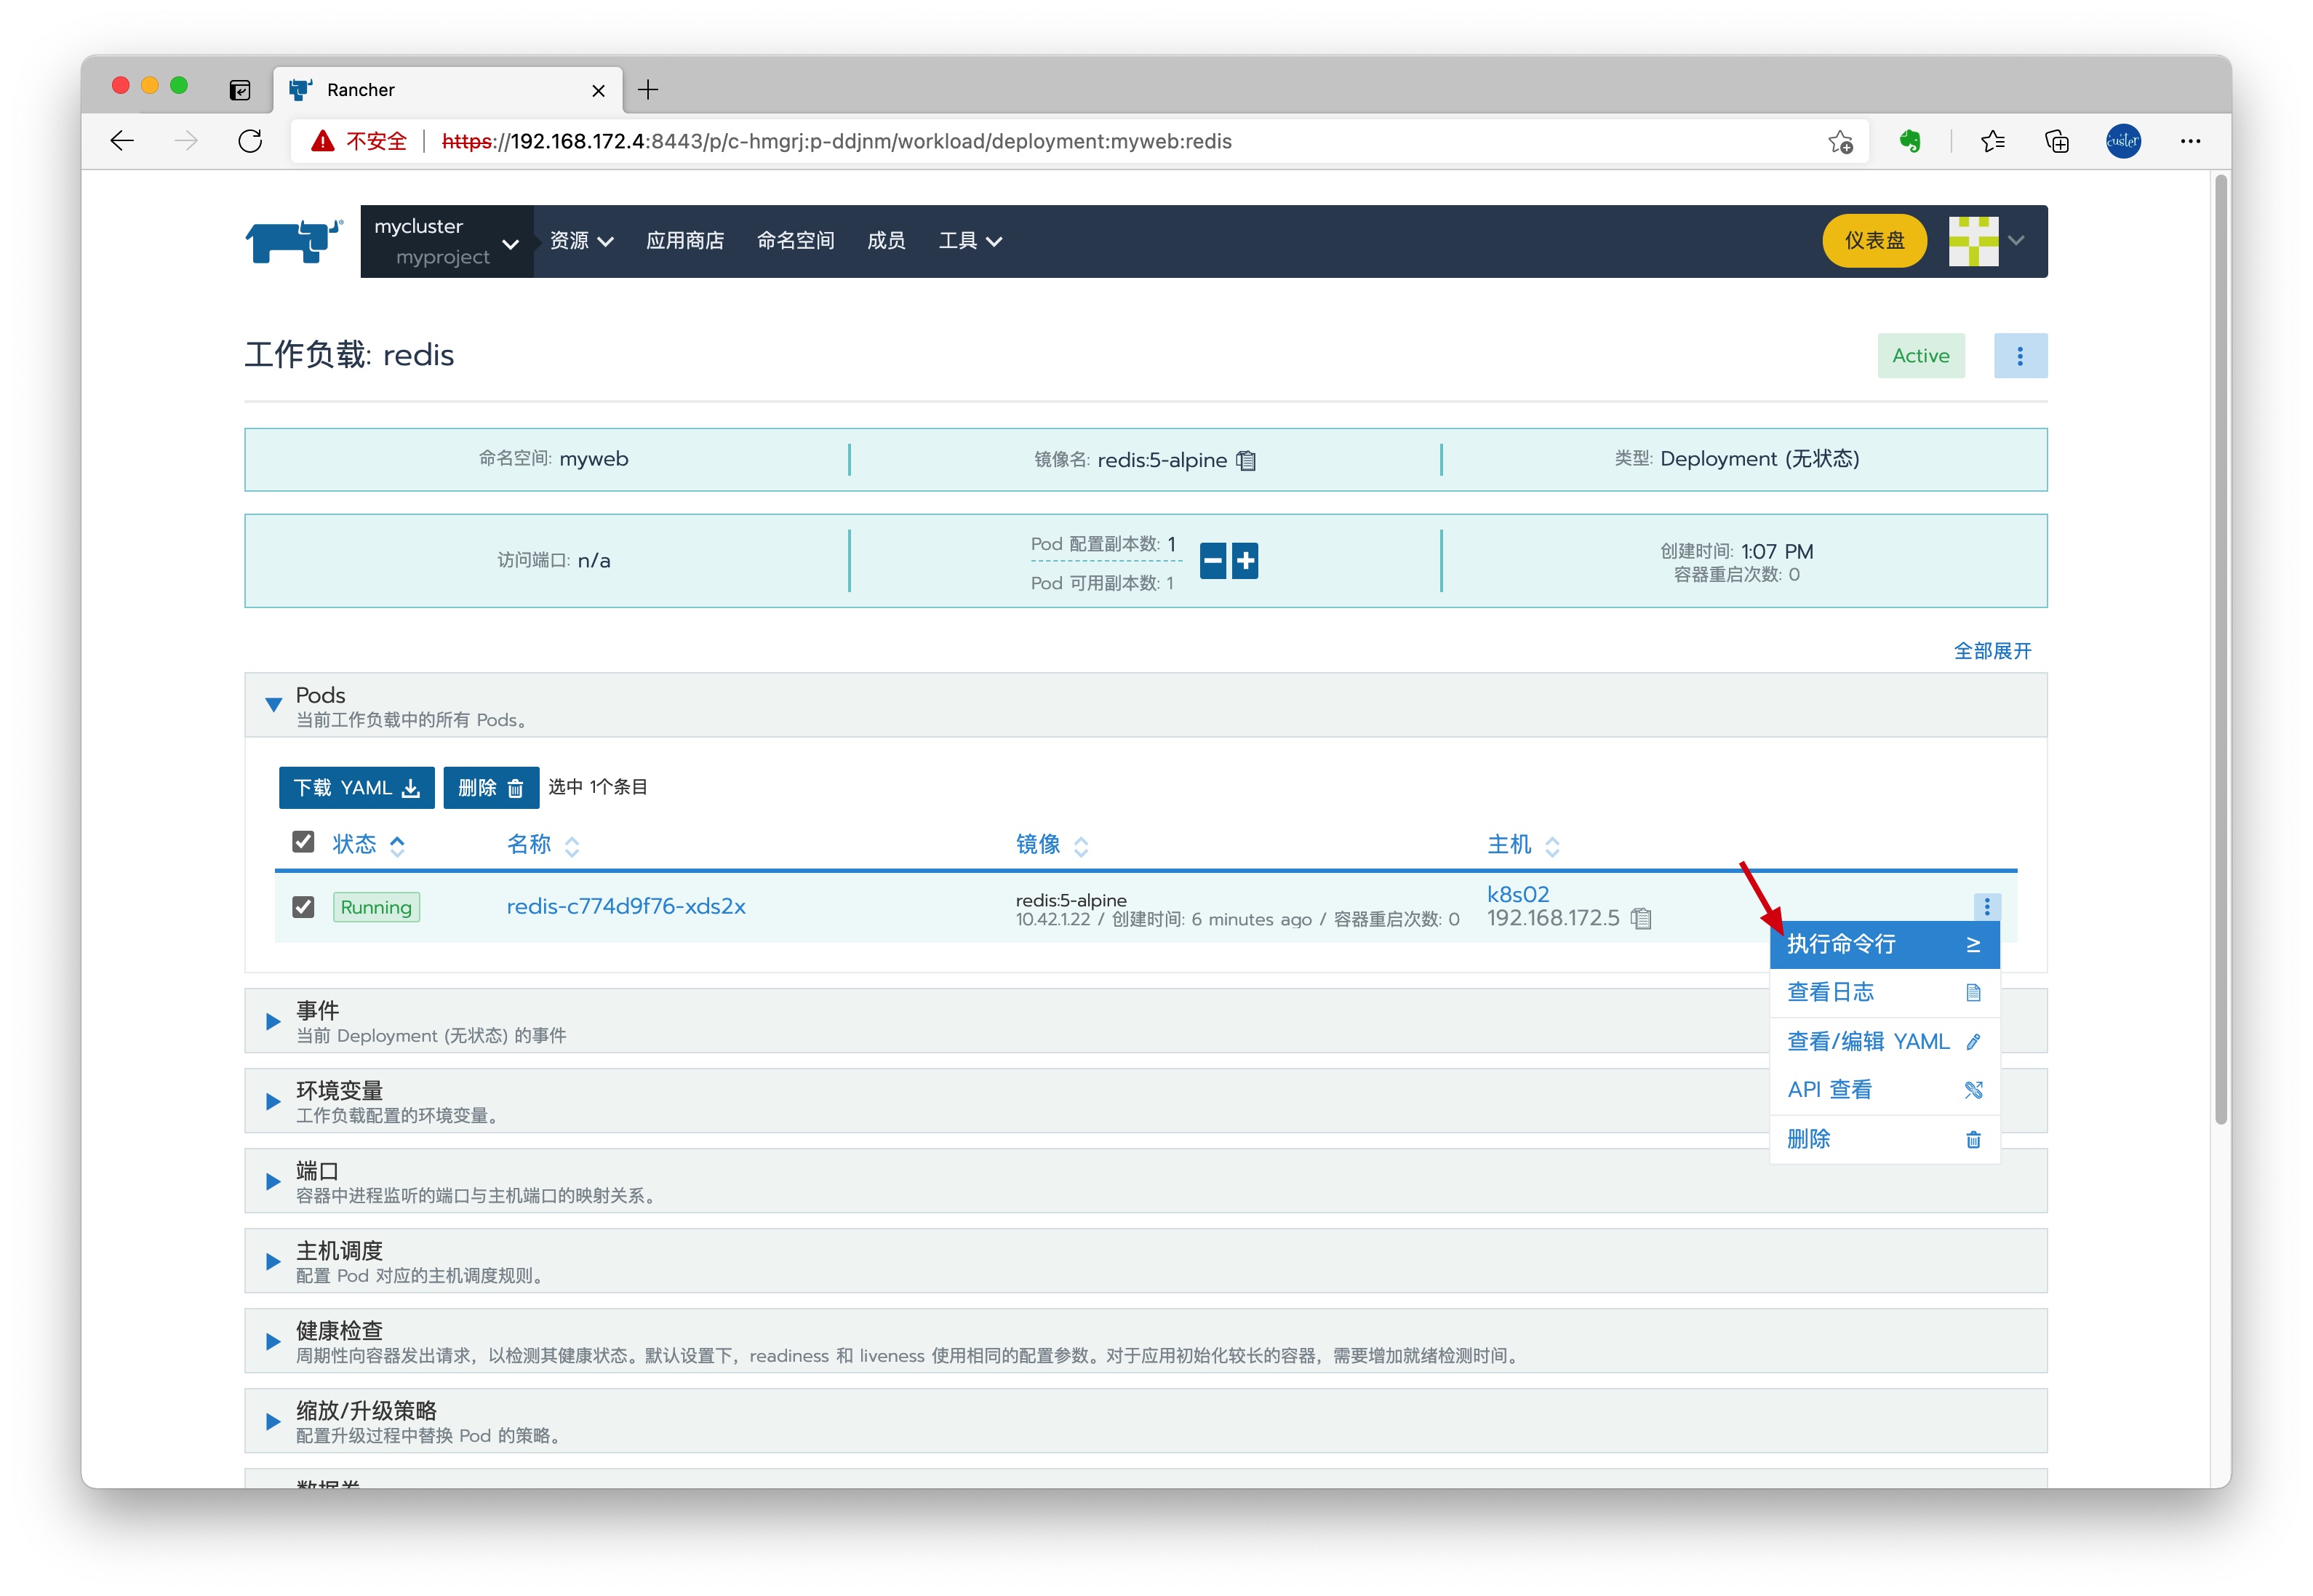 Rancher
不安全 https://192.168.172.4:8443/p/c-hmgrj:p-ddjnm/workload/deployment:myweb:redis
mycluster
myproject
资源 应用商店 命名空间 成员 工具 仪表盘
工作负载: redis
Active
命名空间: myweb
镜像名: redis:5-alpine
类型: Deployment (无状态)
访问端口: n/a
Pod 配置副本数: 1
Pod 可用副本数: 1
创建时间: 1:07 PM
容器重启次数: 0
全部展开
Pods
当前工作负载中的所有 Pods。
下载 YAML 删除 选中 1个条目
状态 名称 镜像 主机
Running redis-c774d9f76-xds2x
redis:5-alpine
10.42.1.22 / 创建时间: 6 minutes ago / 容器重启次数: 0
k8s02
192.168.172.5
执行命令行
查看日志
查看/编辑 YAML
API 查看
删除
事件
当前 Deployment (无状态) 的事件
环境变量
工作负载配置的环境变量。
端口
容器中进程监听的端口与主机端口的映射关系。
主机调度
配置 Pod 对应的主机调度规则。
健康检查
周期性向容器发出请求，以检测其健康状态。默认设置下，readiness 和 liveness 使用相同的配置参数。对于应用初始化较长的容器，需要增加就绪检测时间。
缩放/升级策略
配置升级过程中替换 Pod 的策略。